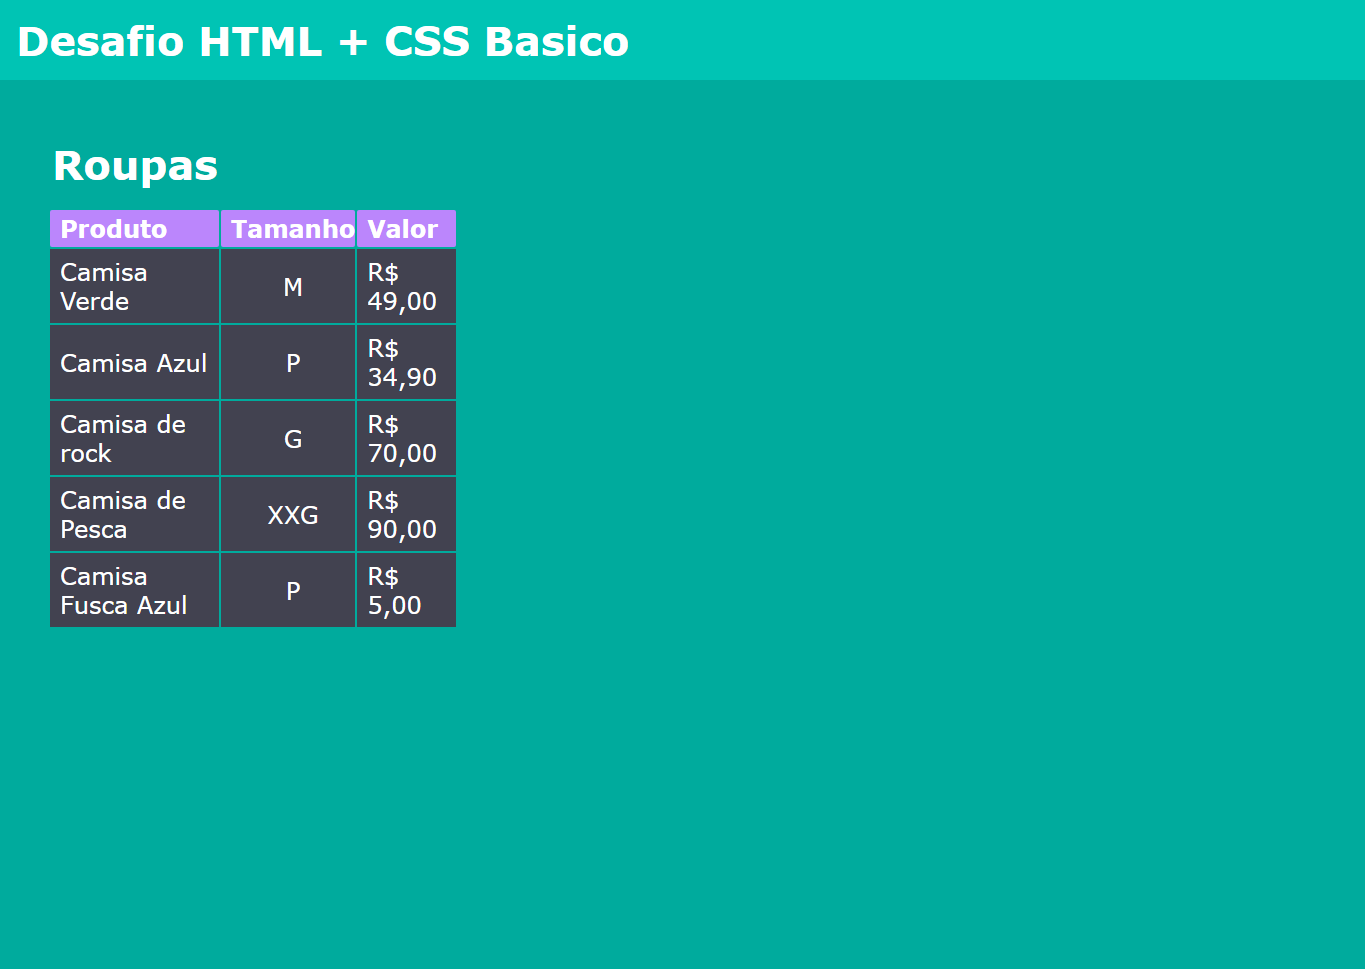 Desafio HTML + CSS Basico
Roupas
Produto Tamanho Valor
Camisa Verde M R$ 49,00
Camisa Azul P R$ 34,90
Camisa de rock G R$ 70,00
Camisa de Pesca XXG R$ 90,00
Camisa Fusca Azul P R$ 5,00